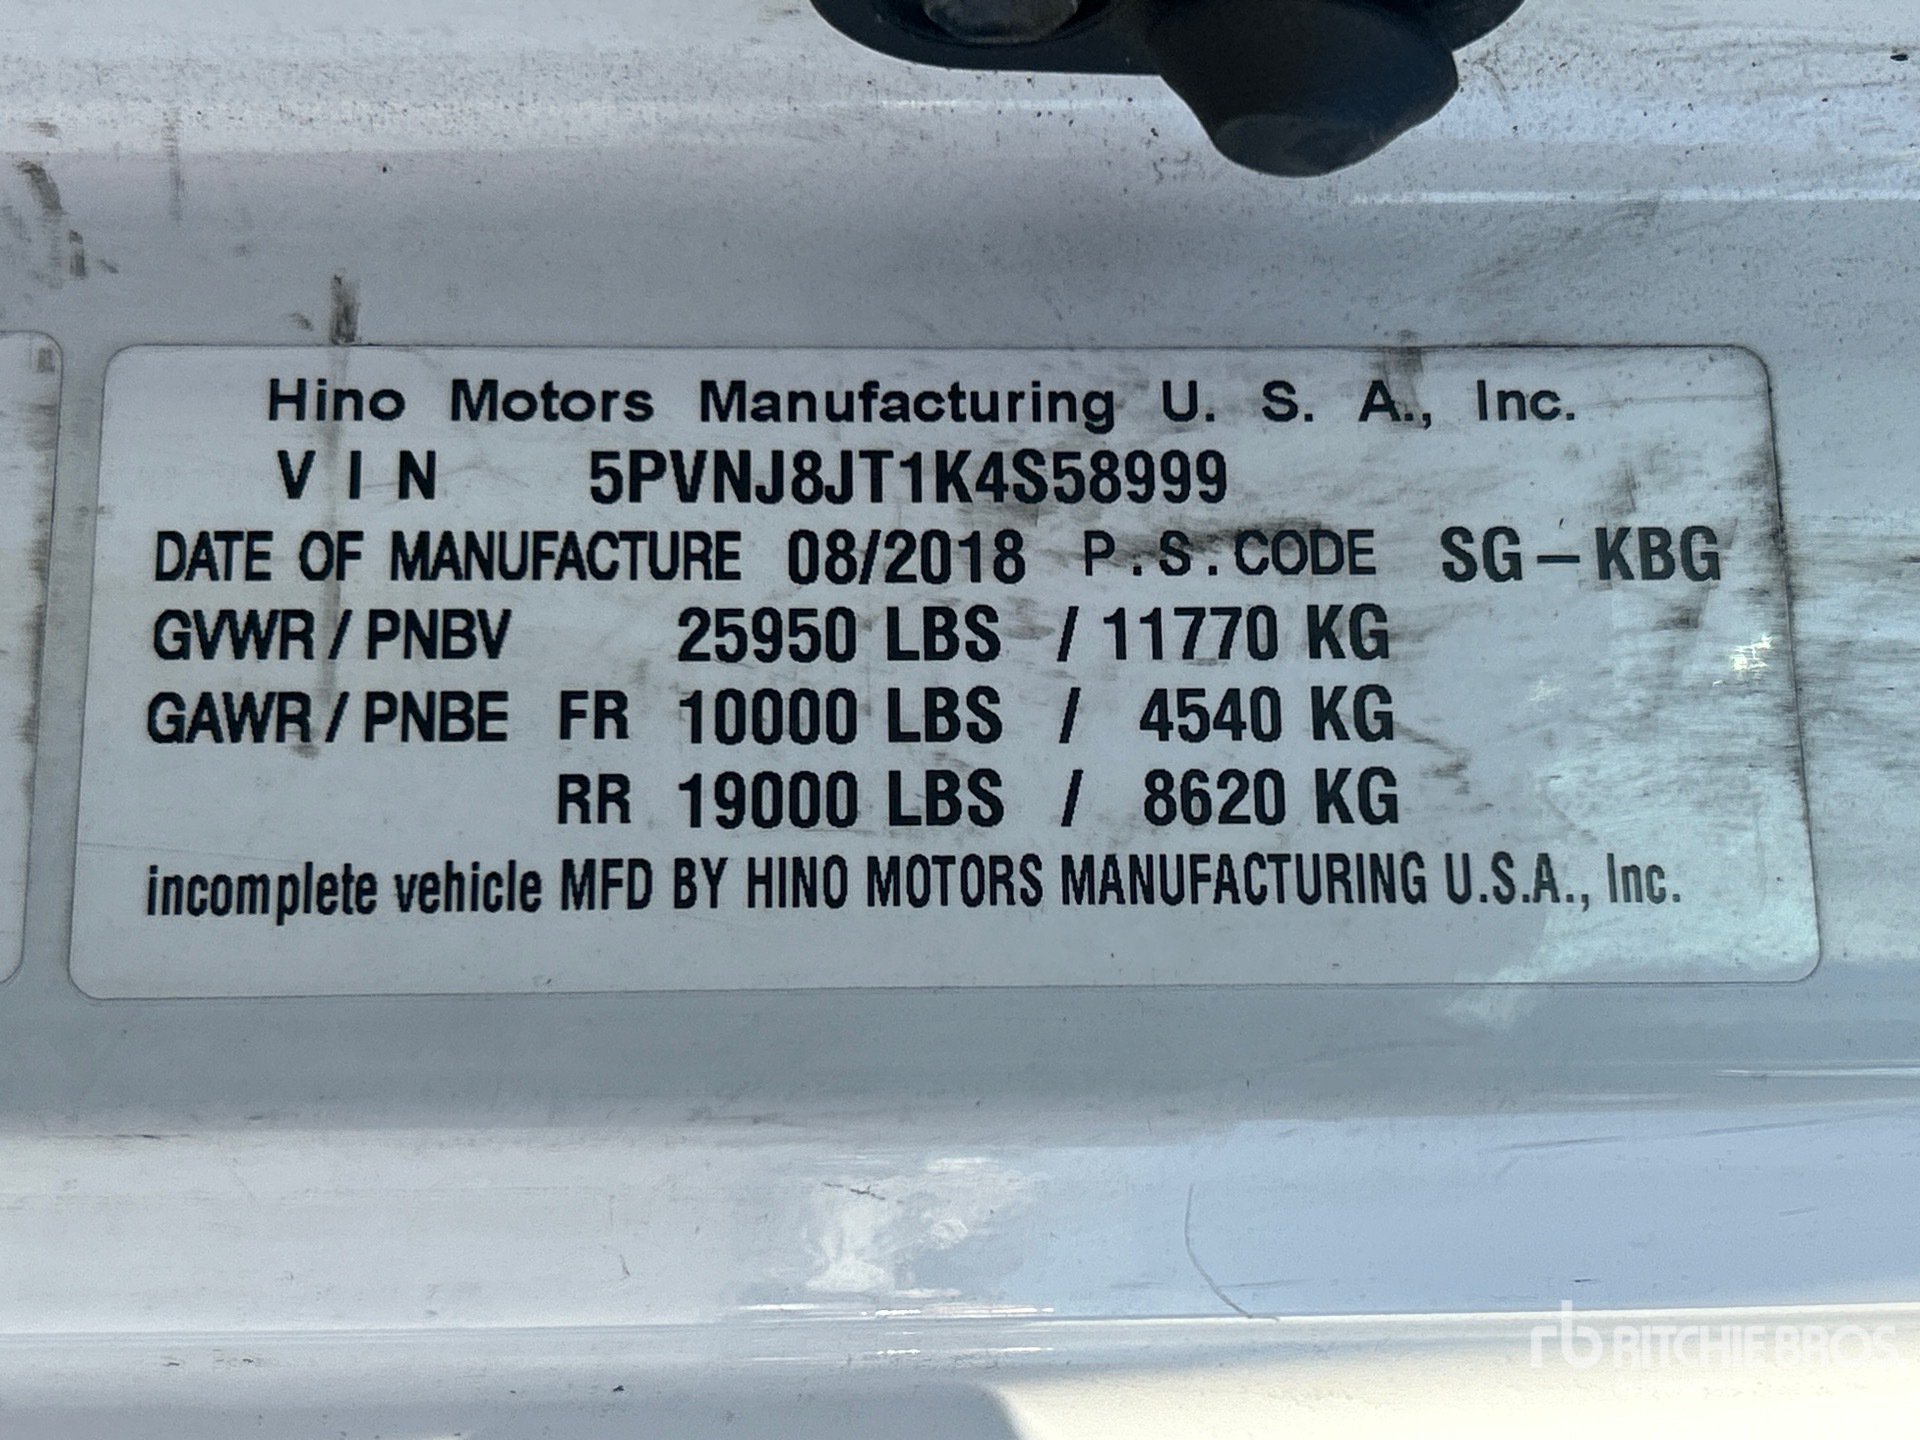 Hino Motors Manufacturing U. S. A., Inc.
VIN 5PVNJ8JT1K4S58999
DATE OF MANUFACTURE 08/2018 P.S.CODE SG-KBG
GVWR/PNBV 25950 LBS / 11770 KG
GAWR/PNBE FR 10000 LBS / 4540 KG
RR 19000 LBS / 8620 KG
incomplete vehicle MFD BY HINO MOTORS MANUFACTURING U.S.A., Inc.
rb RITCHIE BROS